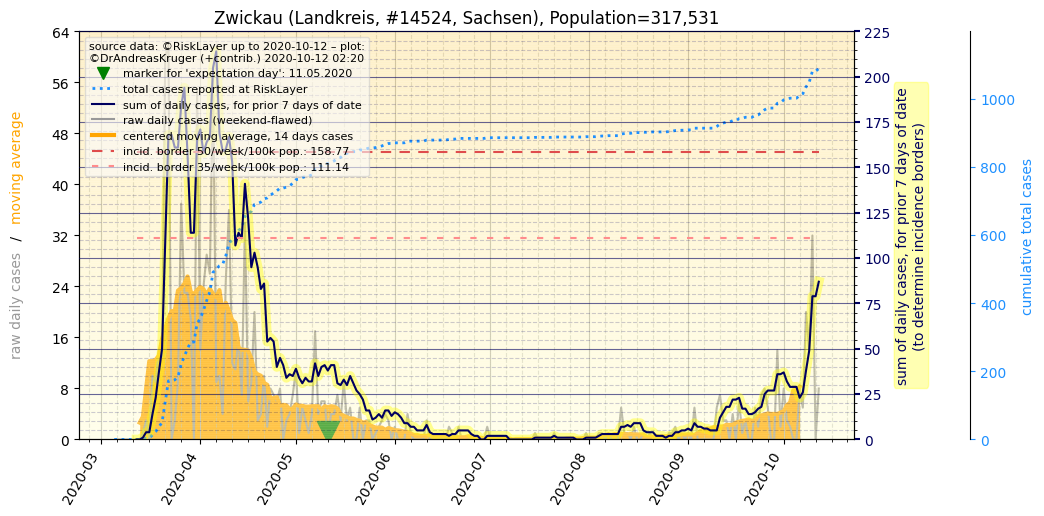 Zwickau (Landkreis, #14524, Sachsen), Population=317,531
source data: ©RiskLayer up to 2020-10-12 – plot:
©DrAndreasKruger (+contrib.) 2020-10-12 02:20
marker for 'expectation day': 11.05.2020
total cases reported at RiskLayer
sum of daily cases, for prior 7 days of date
raw daily cases (weekend-flawed)
centered moving average, 14 days cases
incid. border 50/week/100k pop.: 158.77
incid. border 35/week/100k pop.: 111.14
raw daily cases / moving average
64
56
48
40
32
24
16
8
0
2020-03
2020-04
2020-05
2020-06
2020-07
2020-08
2020-09
2020-10
225
200
175
150
125
100
75
50
25
0
sum of daily cases, for prior 7 days of date
(to determine incidence borders)
1000
800
600
400
200
0
cumulative total cases